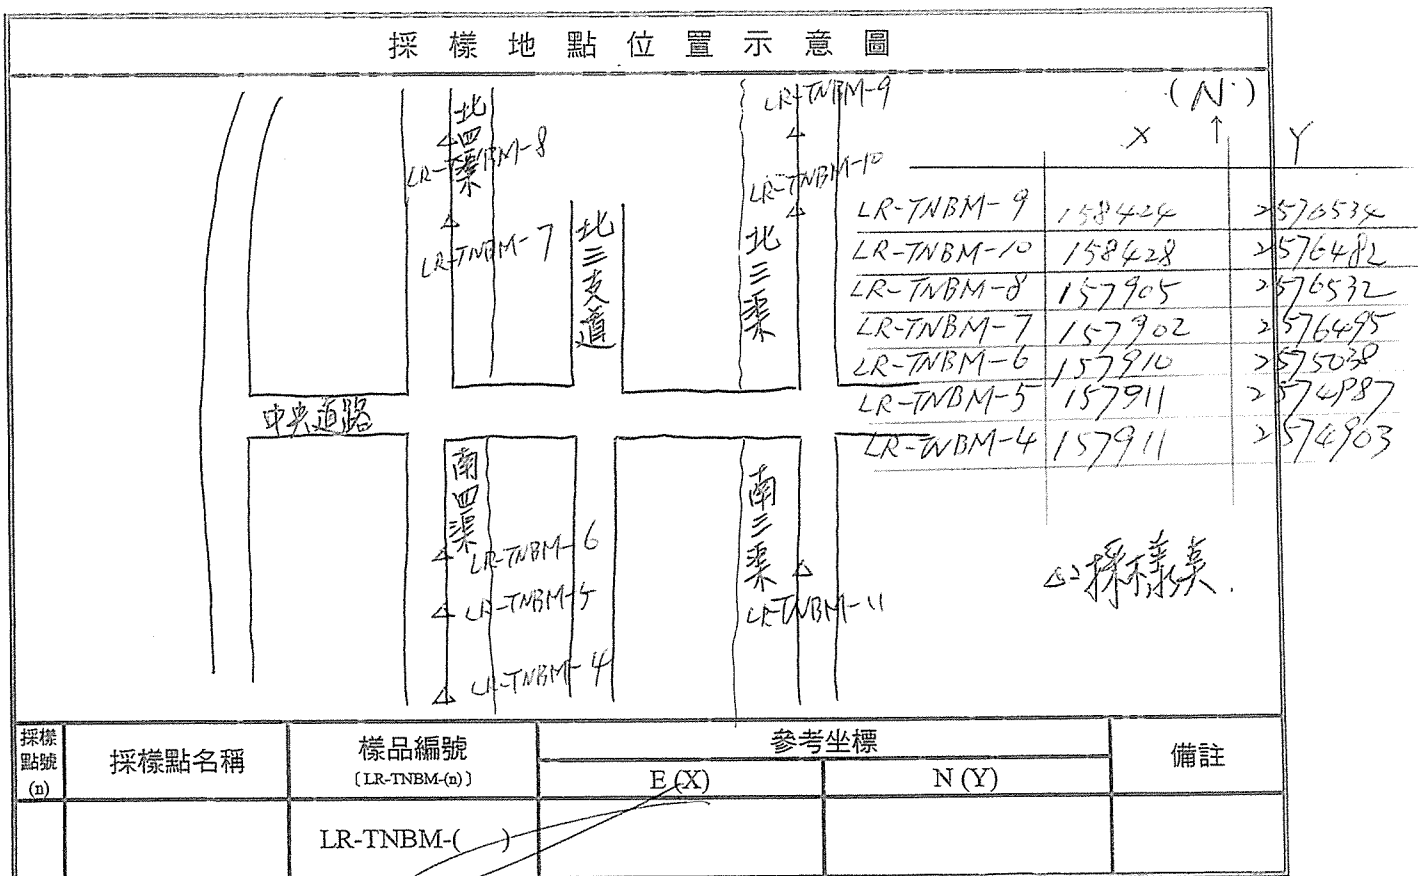 採樣地點位置示意圖
(N)
↑
X Y
LR-TNBM-9 158424 2576534
LR-TNBM-10 158428 2576482
LR-TNBM-8 157905 2576532
LR-TNBM-7 157902 2576495
LR-TNBM-6 157910 2575038
LR-TNBM-5 157911 2574987
LR-TNBM-4 157911 2574903
北四渠
LR-TNBM-8
LR-TNBM-7
北三支道
LR-TNBM-9
LR-TNBM-10
北三渠
中央道路
南四渠
LR-TNBM-6
LR-TNBM-5
LR-TNBM-4
南三渠
LR-TNBM-11
△:採樣點.
採樣點號(n) 採樣點名稱 樣品編號 參考坐標 備註
〔LR-TNBM-(n)〕 E (X) N (Y)
LR-TNBM-( )